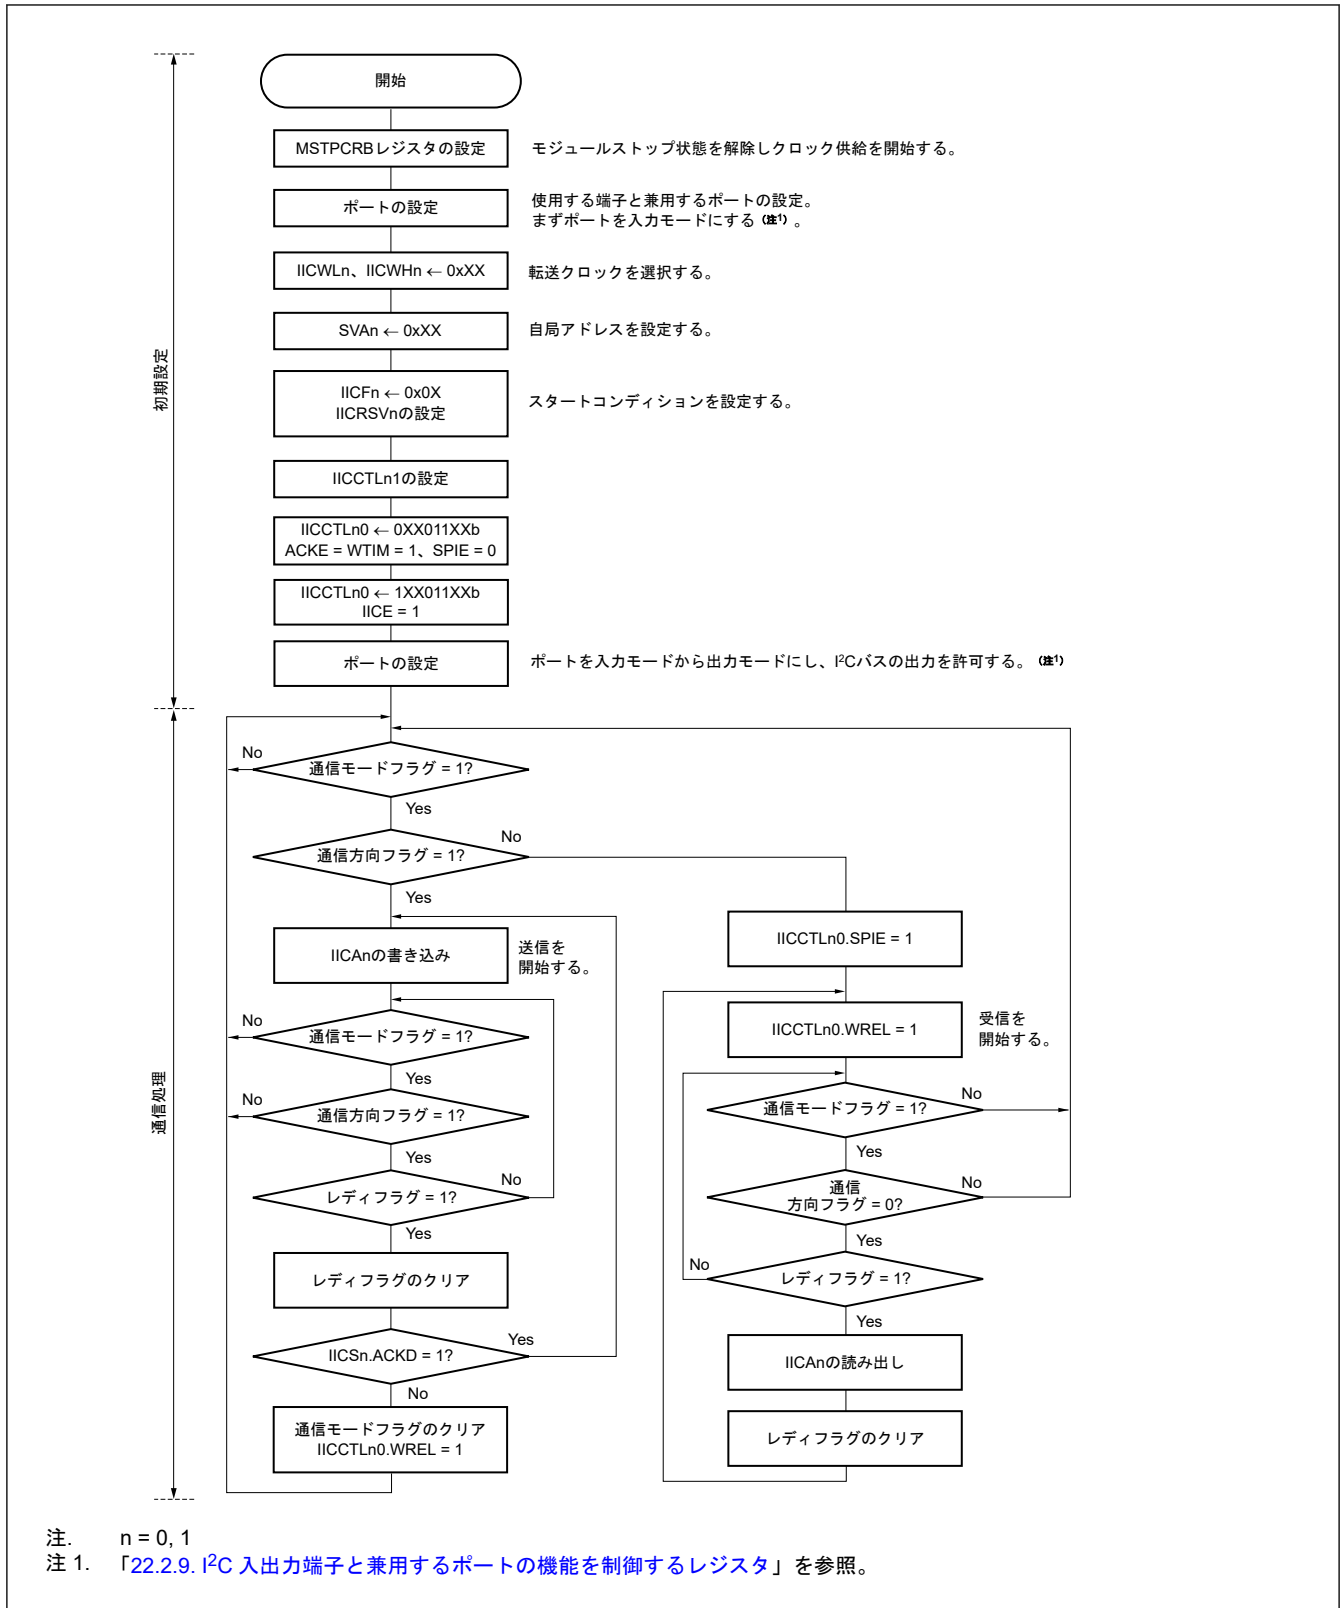 開始
MSTPCRBレジスタの設定
モジュールストップ状態を解除しクロック供給を開始する。
ポートの設定
使用する端子と兼用するポートの設定。
まずポートを入力モードにする (注1) 。
IICWLn、IICWHn ← 0xXX
転送クロックを選択する。
SVAn ← 0xXX
自局アドレスを設定する。
初期設定
IICFn ← 0x0X
IICRSVnの設定
スタートコンディションを設定する。
IICCTLn1の設定
IICCTLn0 ← 0XX011XXb
ACKE = WTIM = 1、SPIE = 0
IICCTLn0 ← 1XX011XXb
IICE = 1
ポートの設定
ポートを入力モードから出力モードにし、I²Cバスの出力を許可する。 (注1)
No
通信モードフラグ = 1?
Yes
No
通信方向フラグ = 1?
Yes
IICAnの書き込み
送信を
開始する。
No
通信モードフラグ = 1?
Yes
No
通信方向フラグ = 1?
Yes
No
レディフラグ = 1?
Yes
レディフラグのクリア
Yes
IICSn.ACKD = 1?
No
通信モードフラグのクリア
IICCTLn0.WREL = 1
通信処理
IICCTLn0.SPIE = 1
IICCTLn0.WREL = 1
受信を
開始する。
No
通信モードフラグ = 1?
Yes
通信
方向フラグ = 0?
No
Yes
No
レディフラグ = 1?
Yes
IICAnの読み出し
レディフラグのクリア
注. n = 0, 1
注 1. 「22.2.9. I²C 入出力端子と兼用するポートの機能を制御するレジスタ」を参照。